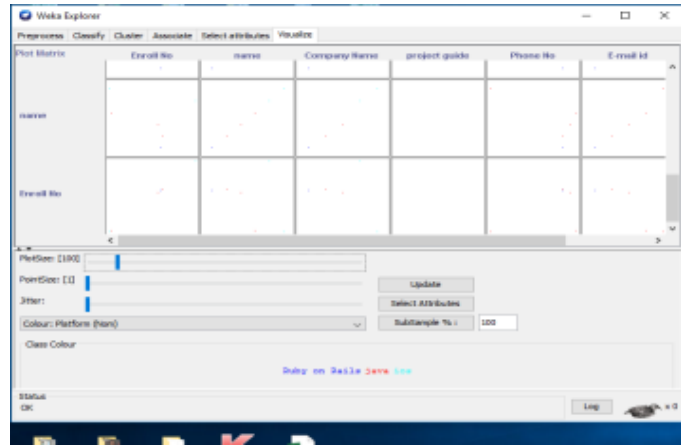 Weka Explorer
Preprocess Classify Cluster Associate Select attributes Visualize
Plot Matrix Enroll No name Company Name project guide Phone No E-mail id
name
Enroll No
PlotSize: [100]
PointSize: [1]
Jitter:
Update
Select Attributes
Colour: Platform (Nom) SubSample % : 100
Class Colour
Ruby on Rails java ios
Status
OK
Log x 0